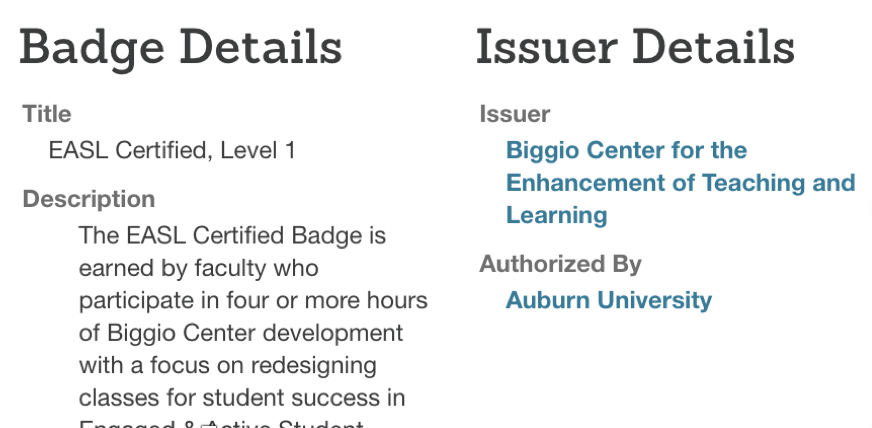 Badge Details
Title
EASL Certified, Level 1
Description
The EASL Certified Badge is
earned by faculty who
participate in four or more hours
of Biggio Center development
with a focus on redesigning
classes for student success in
Engaged & Active Student
Issuer Details
Issuer
Biggio Center for the
Enhancement of Teaching and
Learning
Authorized By
Auburn University